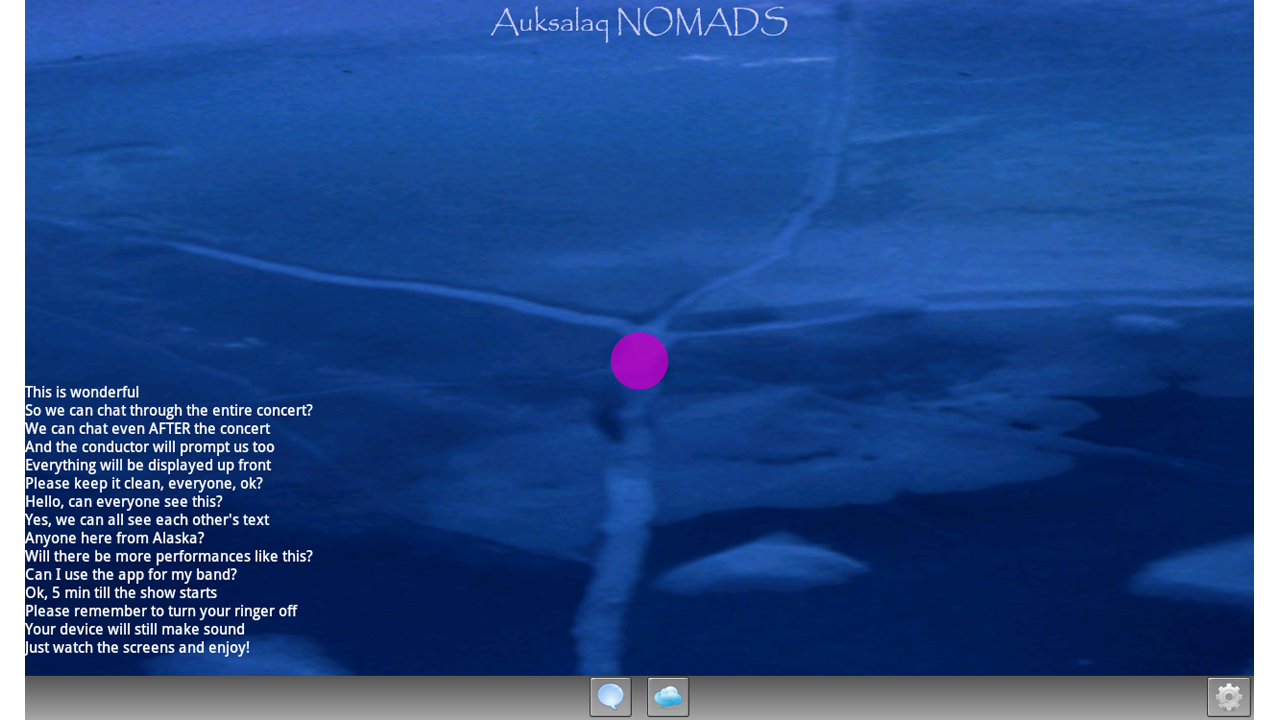 Auksalaq NOMADS
This is wonderful
So we can chat through the entire concert?
We can chat even AFTER the concert
And the conductor will prompt us too
Everything will be displayed up front
Please keep it clean, everyone, ok?
Hello, can everyone see this?
Yes, we can all see each other's text
Anyone here from Alaska?
Will there be more performances like this?
Can I use the app for my band?
Ok, 5 min till the show starts
Please remember to turn your ringer off
Your device will still make sound
Just watch the screens and enjoy!